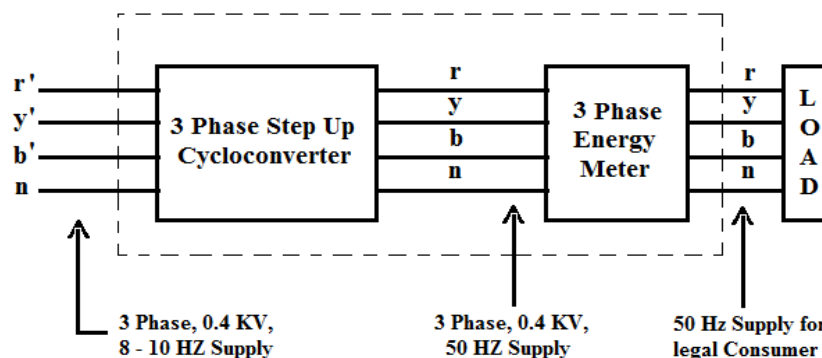 r'
y'
b'
n
3 Phase Step Up
Cycloconverter
r
y
b
n
3 Phase
Energy
Meter
r
y
b
n
L
O
A
D
3 Phase, 0.4 KV,
8 - 10 HZ Supply
3 Phase, 0.4 KV,
50 HZ Supply
50 Hz Supply for
legal Consumer